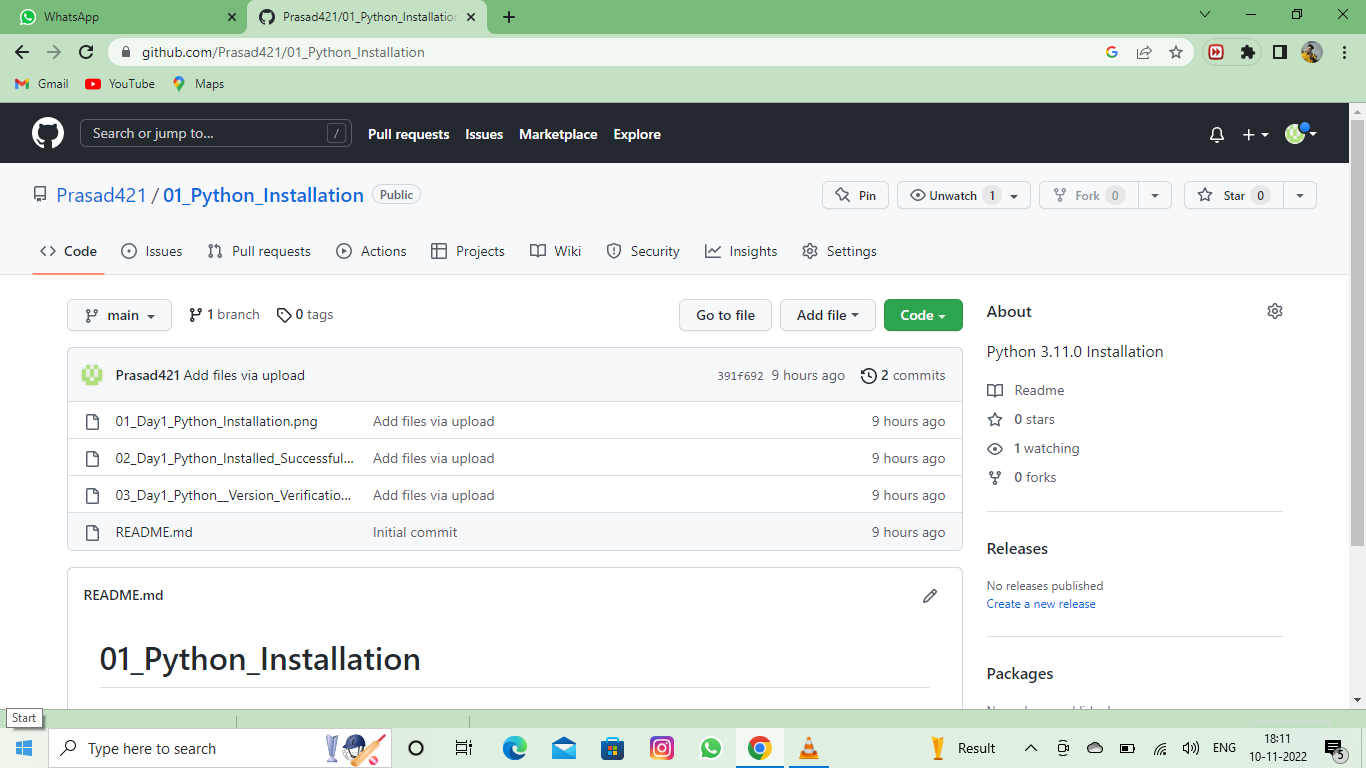 WhatsApp
Prasad421/01_Python_Installation
github.com/Prasad421/01_Python_Installation
Gmail YouTube Maps
Search or jump to... / Pull requests Issues Marketplace Explore
Prasad421 / 01_Python_Installation Public Pin Unwatch 1 Fork 0 Star 0
Code Issues Pull requests Actions Projects Wiki Security Insights Settings
main 1 branch 0 tags Go to file Add file Code
Prasad421 Add files via upload 391f692 9 hours ago 2 commits
01_Day1_Python_Installation.png Add files via upload 9 hours ago
02_Day1_Python_Installed_Successful... Add files via upload 9 hours ago
03_Day1_Python__Version_Verificatio... Add files via upload 9 hours ago
README.md Initial commit 9 hours ago
README.md
01_Python_Installation
About
Python 3.11.0 Installation
Readme
0 stars
1 watching
0 forks
Releases
No releases published
Create a new release
Packages
Start
Type here to search Result ENG 18:11
10-11-2022 5